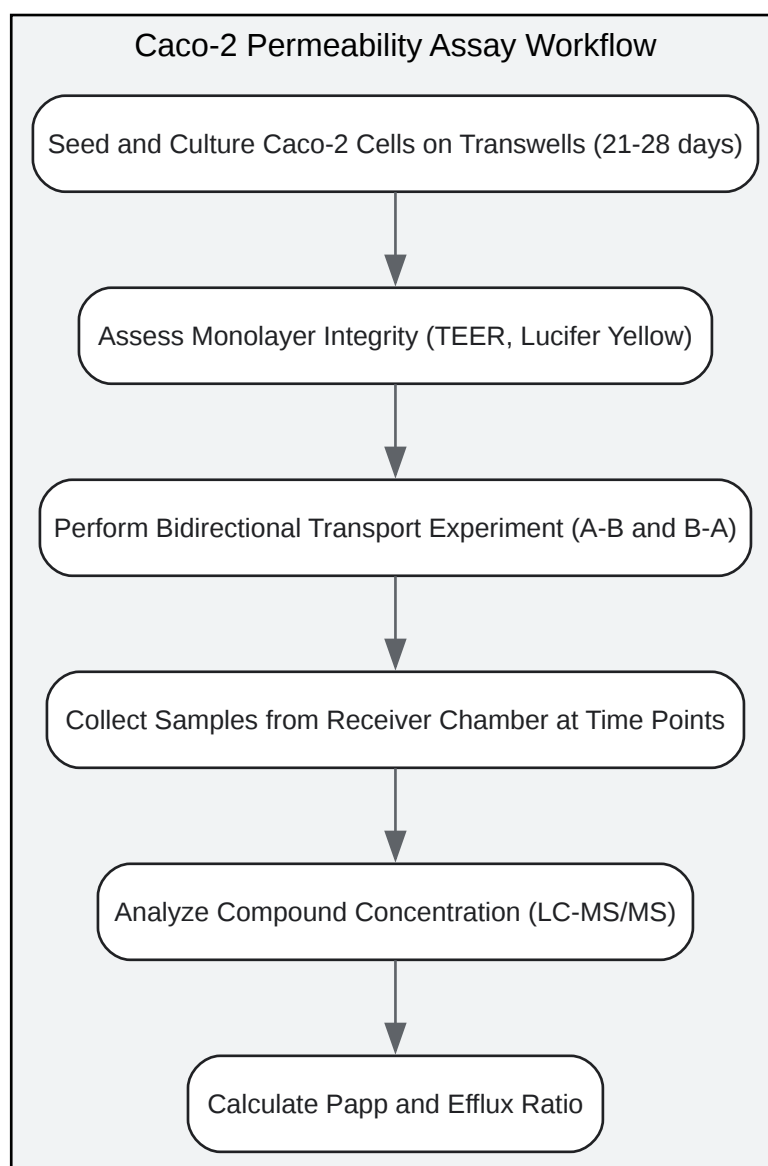 Caco-2 Permeability Assay Workflow
Seed and Culture Caco-2 Cells on Transwells (21-28 days)
Assess Monolayer Integrity (TEER, Lucifer Yellow)
Perform Bidirectional Transport Experiment (A-B and B-A)
Collect Samples from Receiver Chamber at Time Points
Analyze Compound Concentration (LC-MS/MS)
Calculate Papp and Efflux Ratio